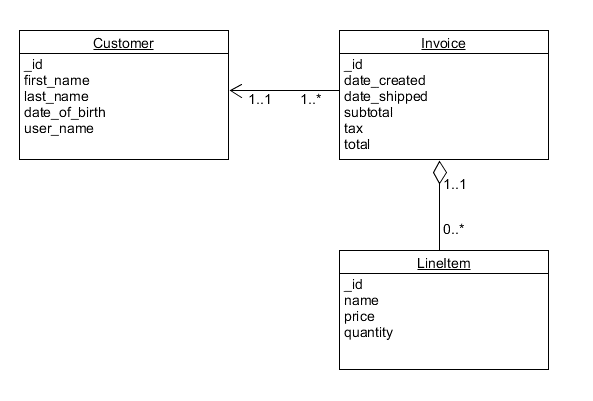 Customer
_id
first_name
last_name
date_of_birth
user_name
1..1
1..*
Invoice
_id
date_created
date_shipped
subtotal
tax
total
1..1
0..*
LineItem
_id
name
price
quantity